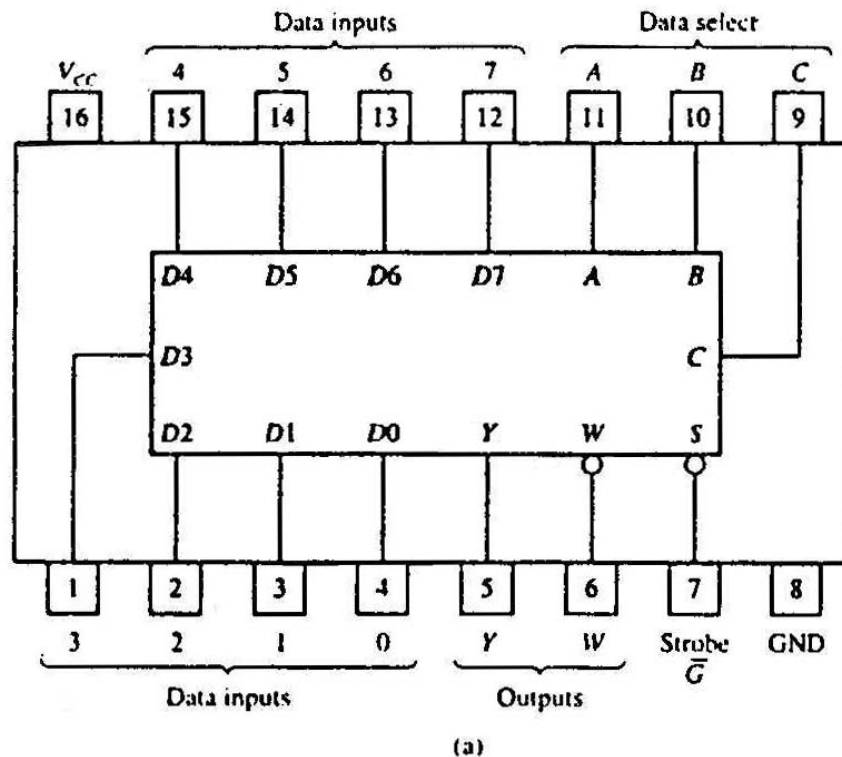 Data inputs Data select
V_CC 4 5 6 7 A B C
16 15 14 13 12 11 10 9
D4 D5 D6 D7 A B
D3 C
D2 D1 D0 Y W S
1 2 3 4 5 6 7 8
3 2 1 0 Y W Strobe GND
G̅
Data inputs Outputs
(a)